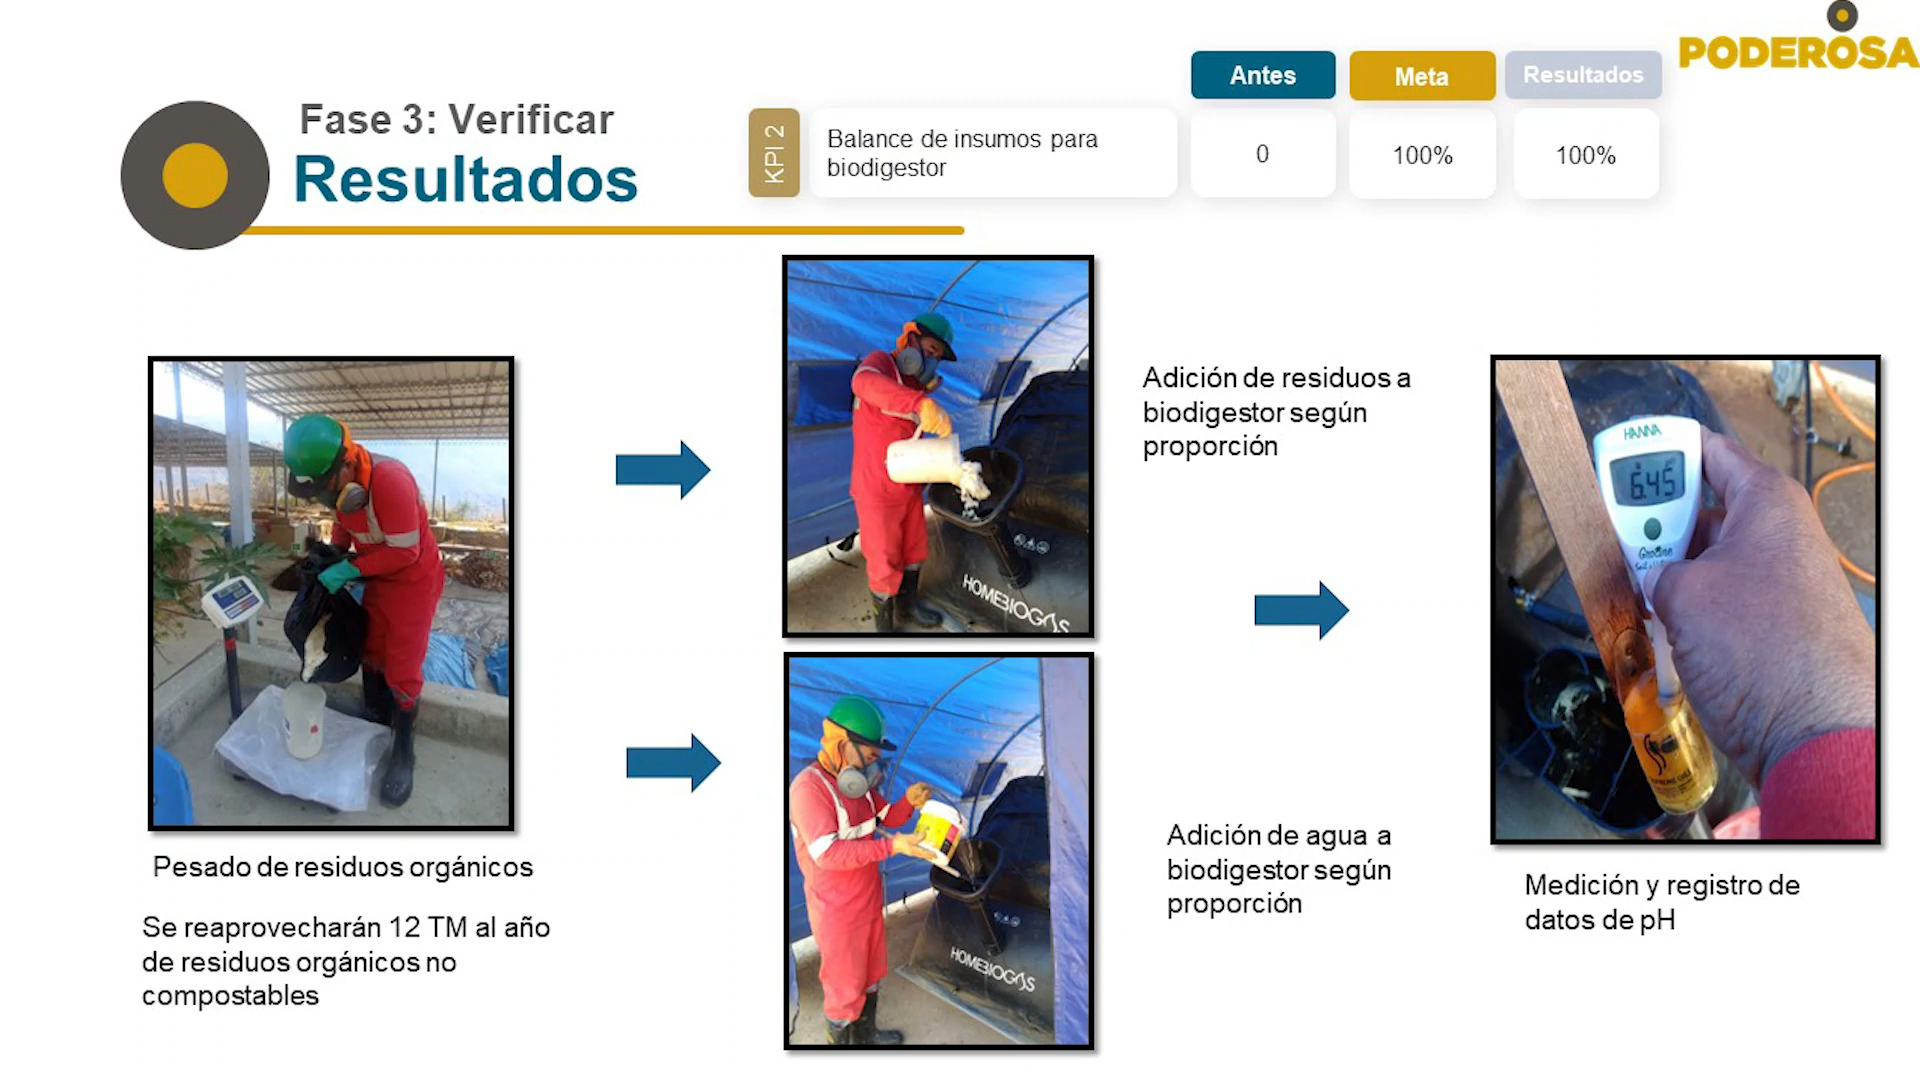 PODEROSA
Fase 3: Verificar
Resultados
Antes
Meta
Resultados
KPI 2
Balance de insumos para
biodigestor
0
100%
100%
Pesado de residuos orgánicos
Se reaprovecharán 12 TM al año
de residuos orgánicos no
compostables
HOMEBIOGAS
Adición de residuos a
biodigestor según
proporción
HOMEBIOGAS
Adición de agua a
biodigestor según
proporción
HANNA
6.45
Groline
Medición y registro de
datos de pH